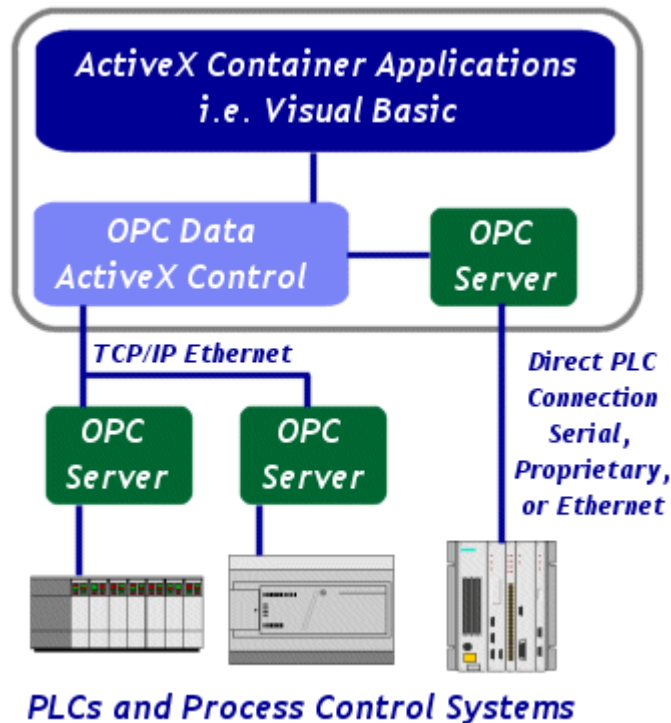 ActiveX Container Applications
i.e. Visual Basic
OPC Data
ActiveX Control
OPC
Server
TCP/IP Ethernet
Direct PLC
Connection
Serial,
Proprietary,
or Ethernet
OPC
Server
OPC
Server
PLCs and Process Control Systems